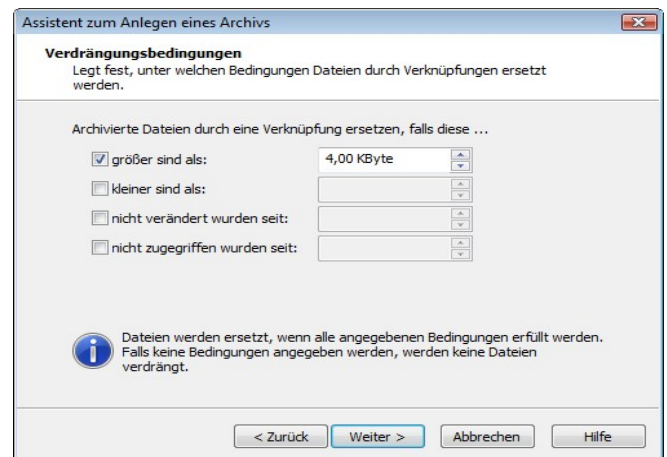 Assistent zum Anlegen eines Archivs
Verdrängungsbedingungen
Legt fest, unter welchen Bedingungen Dateien durch Verknüpfungen ersetzt
werden.
Archivierte Dateien durch eine Verknüpfung ersetzen, falls diese ...
größer sind als: 4,00 KByte
kleiner sind als:
nicht verändert wurden seit:
nicht zugegriffen wurden seit:
Dateien werden ersetzt, wenn alle angegebenen Bedingungen erfüllt werden.
Falls keine Bedingungen angegeben werden, werden keine Dateien
verdrängt.
< Zurück Weiter > Abbrechen Hilfe